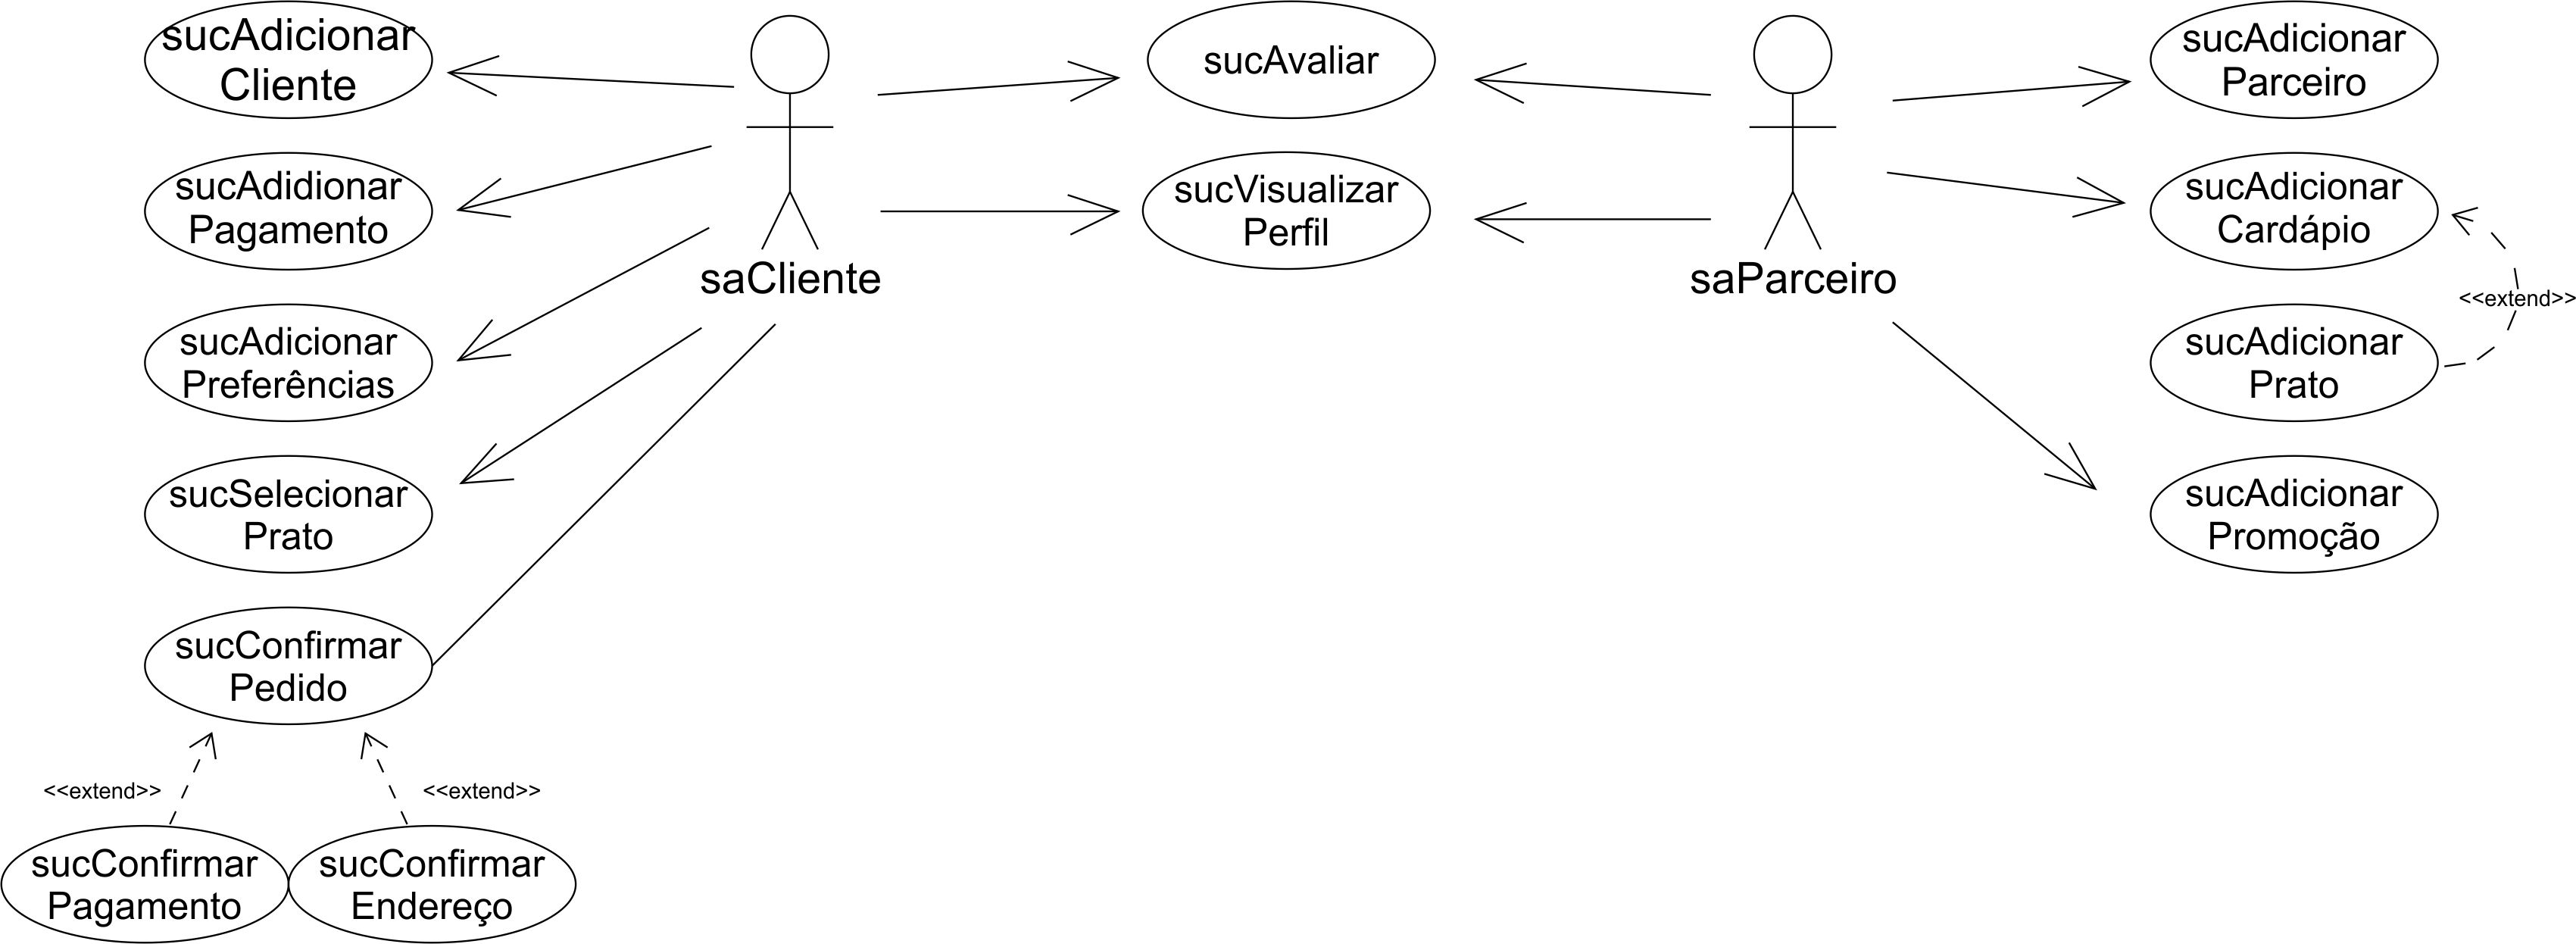 sucAdicionar
Cliente
sucAdidionar
Pagamento
sucAdicionar
Preferências
sucSelecionar
Prato
sucConfirmar
Pedido
<<extend>>
<<extend>>
sucConfirmar
Pagamento
sucConfirmar
Endereço
saCliente
sucAvaliar
sucVisualizar
Perfil
saParceiro
sucAdicionar
Parceiro
sucAdicionar
Cardápio
<<extend>>
sucAdicionar
Prato
sucAdicionar
Promoção